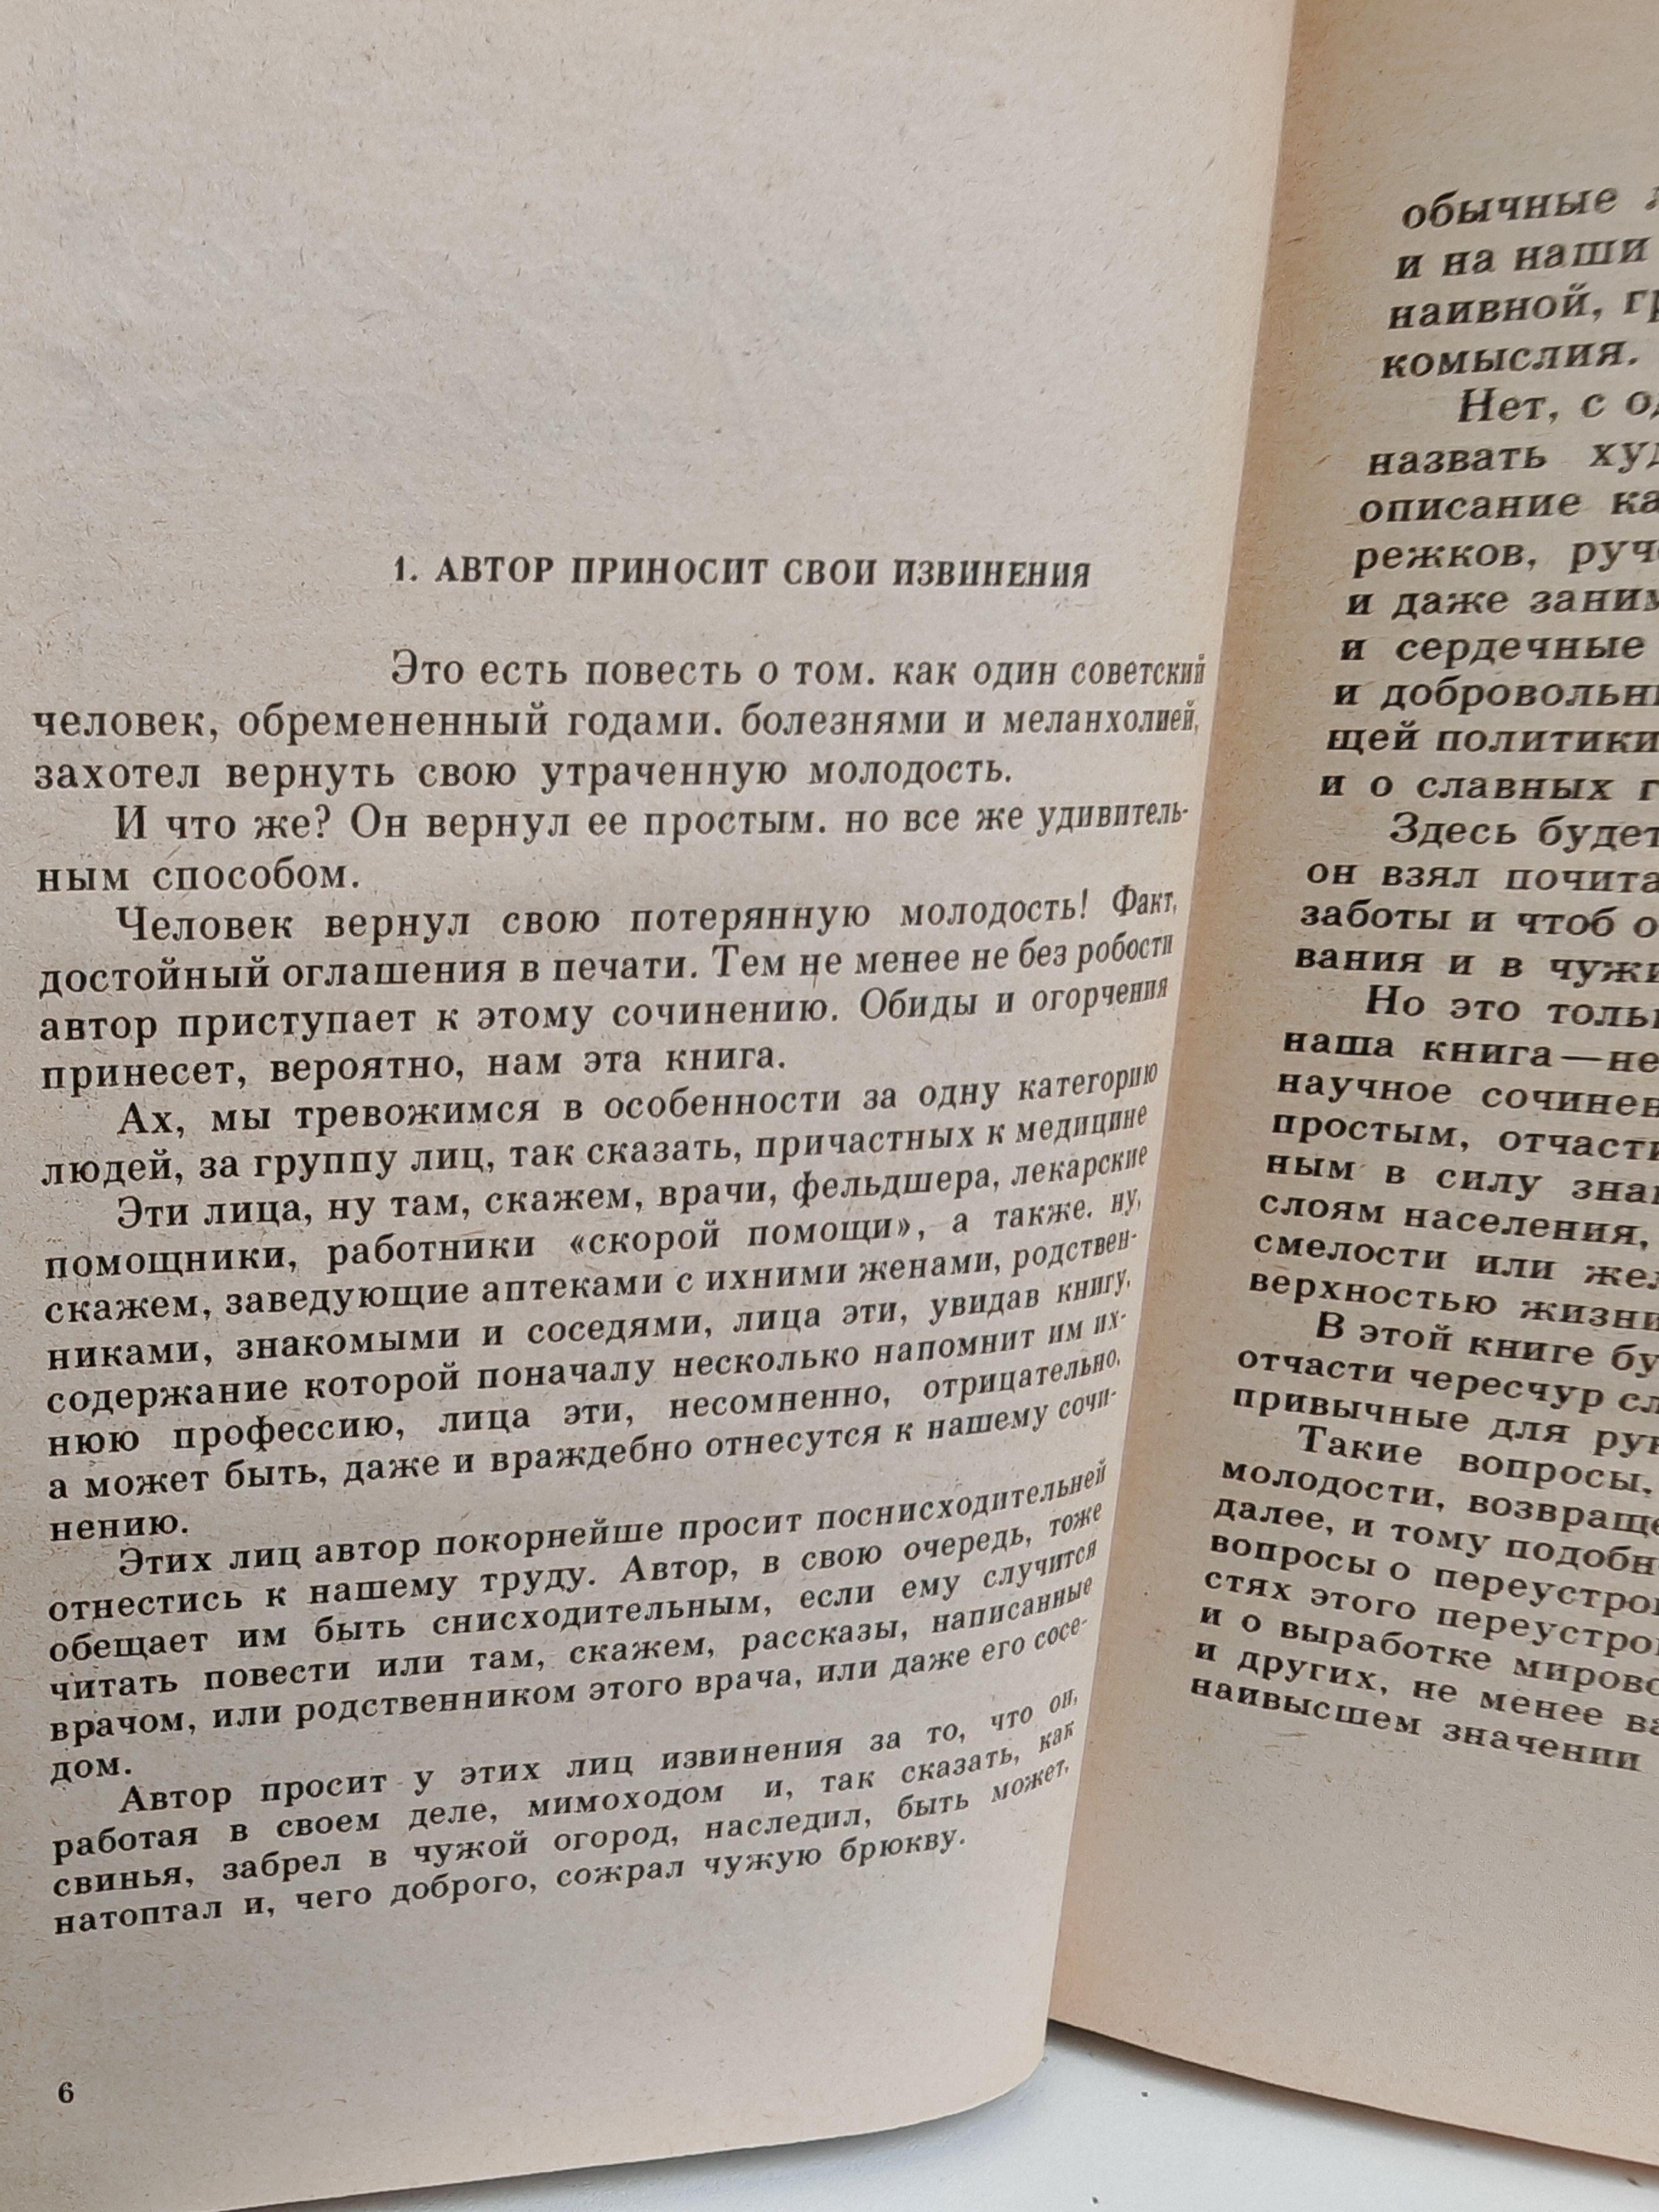 1. АВТОР ПРИНОСИТ СВОИ ИЗВИНЕНИЯ
Это есть повесть о том. как один советский
человек, обремененный годами. болезнями и меланхолией,
захотел вернуть свою утраченную молодость.
И что же? Он вернул ее простым. но все же удивитель-
ным способом.
Человек вернул свою потерянную молодость! Факт,
достойный оглашения в печати. Тем не менее не без робости
автор приступает к этому сочинению. Обиды и огорчения
принесет, вероятно, нам эта книга.
Ах, мы тревожимся в особенности за одну категорию
людей, за группу лиц, так сказать, причастных к медицине
Эти лица, ну там, скажем, врачи, фельдшера, лекарские
помощники, работники «скорой помощи», а также. ну,
скажем, заведующие аптеками с ихними женами, родствен-
никами, знакомыми и соседями, лица эти, увидав книгу,
содержание которой поначалу несколько напомнит им их-
нюю профессию, лица эти, несомненно, отрицательно,
а может быть, даже и враждебно отнесутся к нашему сочи-
нению.
Этих лиц автор покорнейше просит поснисходительней
отнестись к нашему труду. Автор, в свою очередь, тоже
обещает им быть снисходительным, если ему случится
читать повести или там, скажем, рассказы, написанные
врачом, или родственником этого врача, или даже его сосе-
дом.
Автор просит у этих лиц извинения за то, что он,
работая в своем деле, мимоходом и, так сказать, как
свинья, забрел в чужой огород, наследил, быть может,
натоптал и, чего доброго, сожрал чужую брюкву.
6
обычные
и на наши
наивной,
комыслия.
Нет, с
назвать
описание
режков,
и даже
и сердечные
и
щей политики
и о славных
Здесь будет
он взял
заботы и чтоб
вания и в
Но это
наша книга—не
научное
простым,
ным в силу
слоям населения,
смелости или
верхностью жизни
В этой книге
отчасти чересчур
привычные для
Такие вопросы,
молодости,
далее, и тому
вопросы о
стях этого
и о выработке
и других, не менее
наивысшем значении